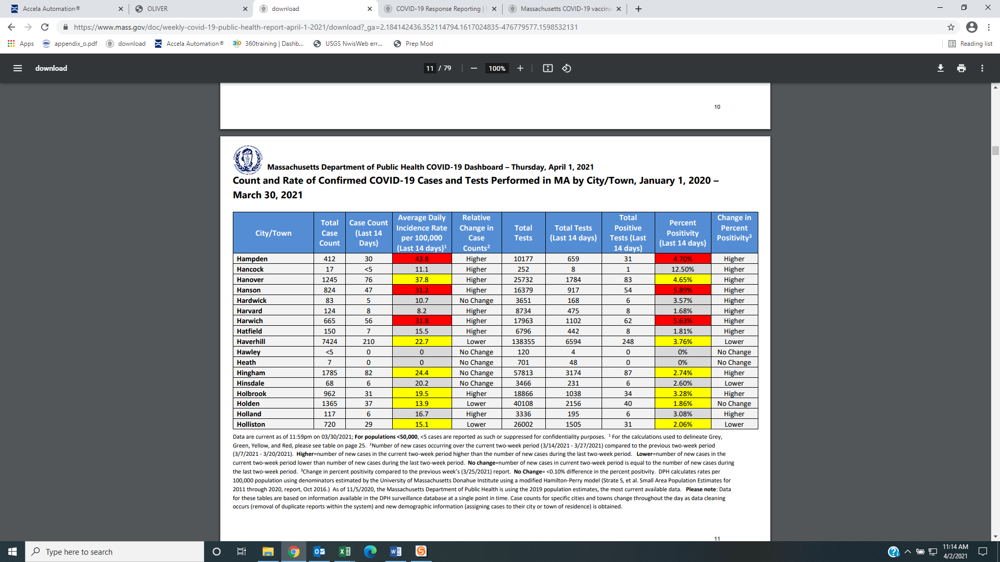 Accela Automation®
OLIVER
download
COVID-19 Response Reporting |
Massachusetts COVID-19 vaccina
https://www.mass.gov/doc/weekly-covid-19-public-health-report-april-1-2021/download?_ga=2.184142436.352114794.1617024835-476779577.1598532131
Apps appendix_o.pdf download Accela Automation® 360training | Dashb... USGS NwisWeb err... Prep Mod Reading list
download 11 / 79 100%
10
Massachusetts Department of Public Health COVID-19 Dashboard – Thursday, April 1, 2021
Count and Rate of Confirmed COVID-19 Cases and Tests Performed in MA by City/Town, January 1, 2020 –
March 30, 2021
City/Town
Total
Case
Count
Case Count
(Last 14
Days)
Average Daily
Incidence Rate
per 100,000
(Last 14 days)1
Relative
Change in
Case
Counts2
Total
Tests
Total Tests
(Last 14 days)
Total
Positive
Tests (Last
14 days)
Percent
Positivity
(Last 14 days)
Change in
Percent
Positivity3
Hampden 412 30 43.8 Higher 10177 659 31 4.70% Higher
Hancock 17 <5 11.1 Higher 252 8 1 12.50% Higher
Hanover 1245 76 37.8 Higher 25732 1784 83 4.65% Higher
Hanson 824 47 31.2 Higher 16379 917 54 5.89% Higher
Hardwick 83 5 10.7 No Change 3651 168 6 3.57% Higher
Harvard 124 8 8.2 Higher 8734 475 8 1.68% Higher
Harwich 665 56 31.8 Higher 17963 1102 62 5.63% Higher
Hatfield 150 7 15.5 Higher 6796 442 8 1.81% Higher
Haverhill 7424 210 22.7 Lower 138355 6594 248 3.76% Lower
Hawley <5 0 0 No Change 120 4 0 0% No Change
Heath 7 0 0 No Change 701 48 0 0% No Change
Hingham 1785 82 24.4 No Change 57813 3174 87 2.74% Higher
Hinsdale 68 6 20.2 No Change 3466 231 6 2.60% Lower
Holbrook 962 31 19.5 Higher 18866 1038 34 3.28% Higher
Holden 1365 37 13.9 Lower 40108 2156 40 1.86% No Change
Holland 117 6 16.7 Higher 3336 195 6 3.08% Higher
Holliston 720 29 15.1 Lower 26002 1505 31 2.06% Lower
Data are current as of 11:59pm on 03/30/2021; For populations <50,000, <5 cases are reported as such or suppressed for confidentiality purposes. 1 For the calculations used to delineate Grey,
Green, Yellow, and Red, please see table on page 25. 2Number of new cases occurring over the current two-week period (3/14/2021 - 3/27/2021) compared to the previous two-week period
(3/7/2021 - 3/20/2021). Higher=number of new cases in the current two-week period higher than the number of new cases during the last two-week period. Lower=number of new cases in the
current two-week period lower than number of new cases during the last two-week period. No change=number of new cases in current two-week period is equal to the number of new cases during
the last two-week period. 3Change in percent positivity compared to the previous week's (3/25/2021) report. No Change= <0.10% difference in the percent positivity. DPH calculates rates per
100,000 population using denominators estimated by the University of Massachusetts Donahue Institute using a modified Hamilton-Perry model (Strate S, et al. Small Area Population Estimates for
2011 through 2020, report, Oct 2016.) As of 11/5/2020, the Massachusetts Department of Public Health is using the 2019 population estimates, the most current available data. Please note: Data
for these tables are based on information available in the DPH surveillance database at a single point in time. Case counts for specific cities and towns change throughout the day as data cleaning
occurs (removal of duplicate reports within the system) and new demographic information (assigning cases to their city or town of residence) is obtained.
11
Type here to search
11:14 AM
4/2/2021